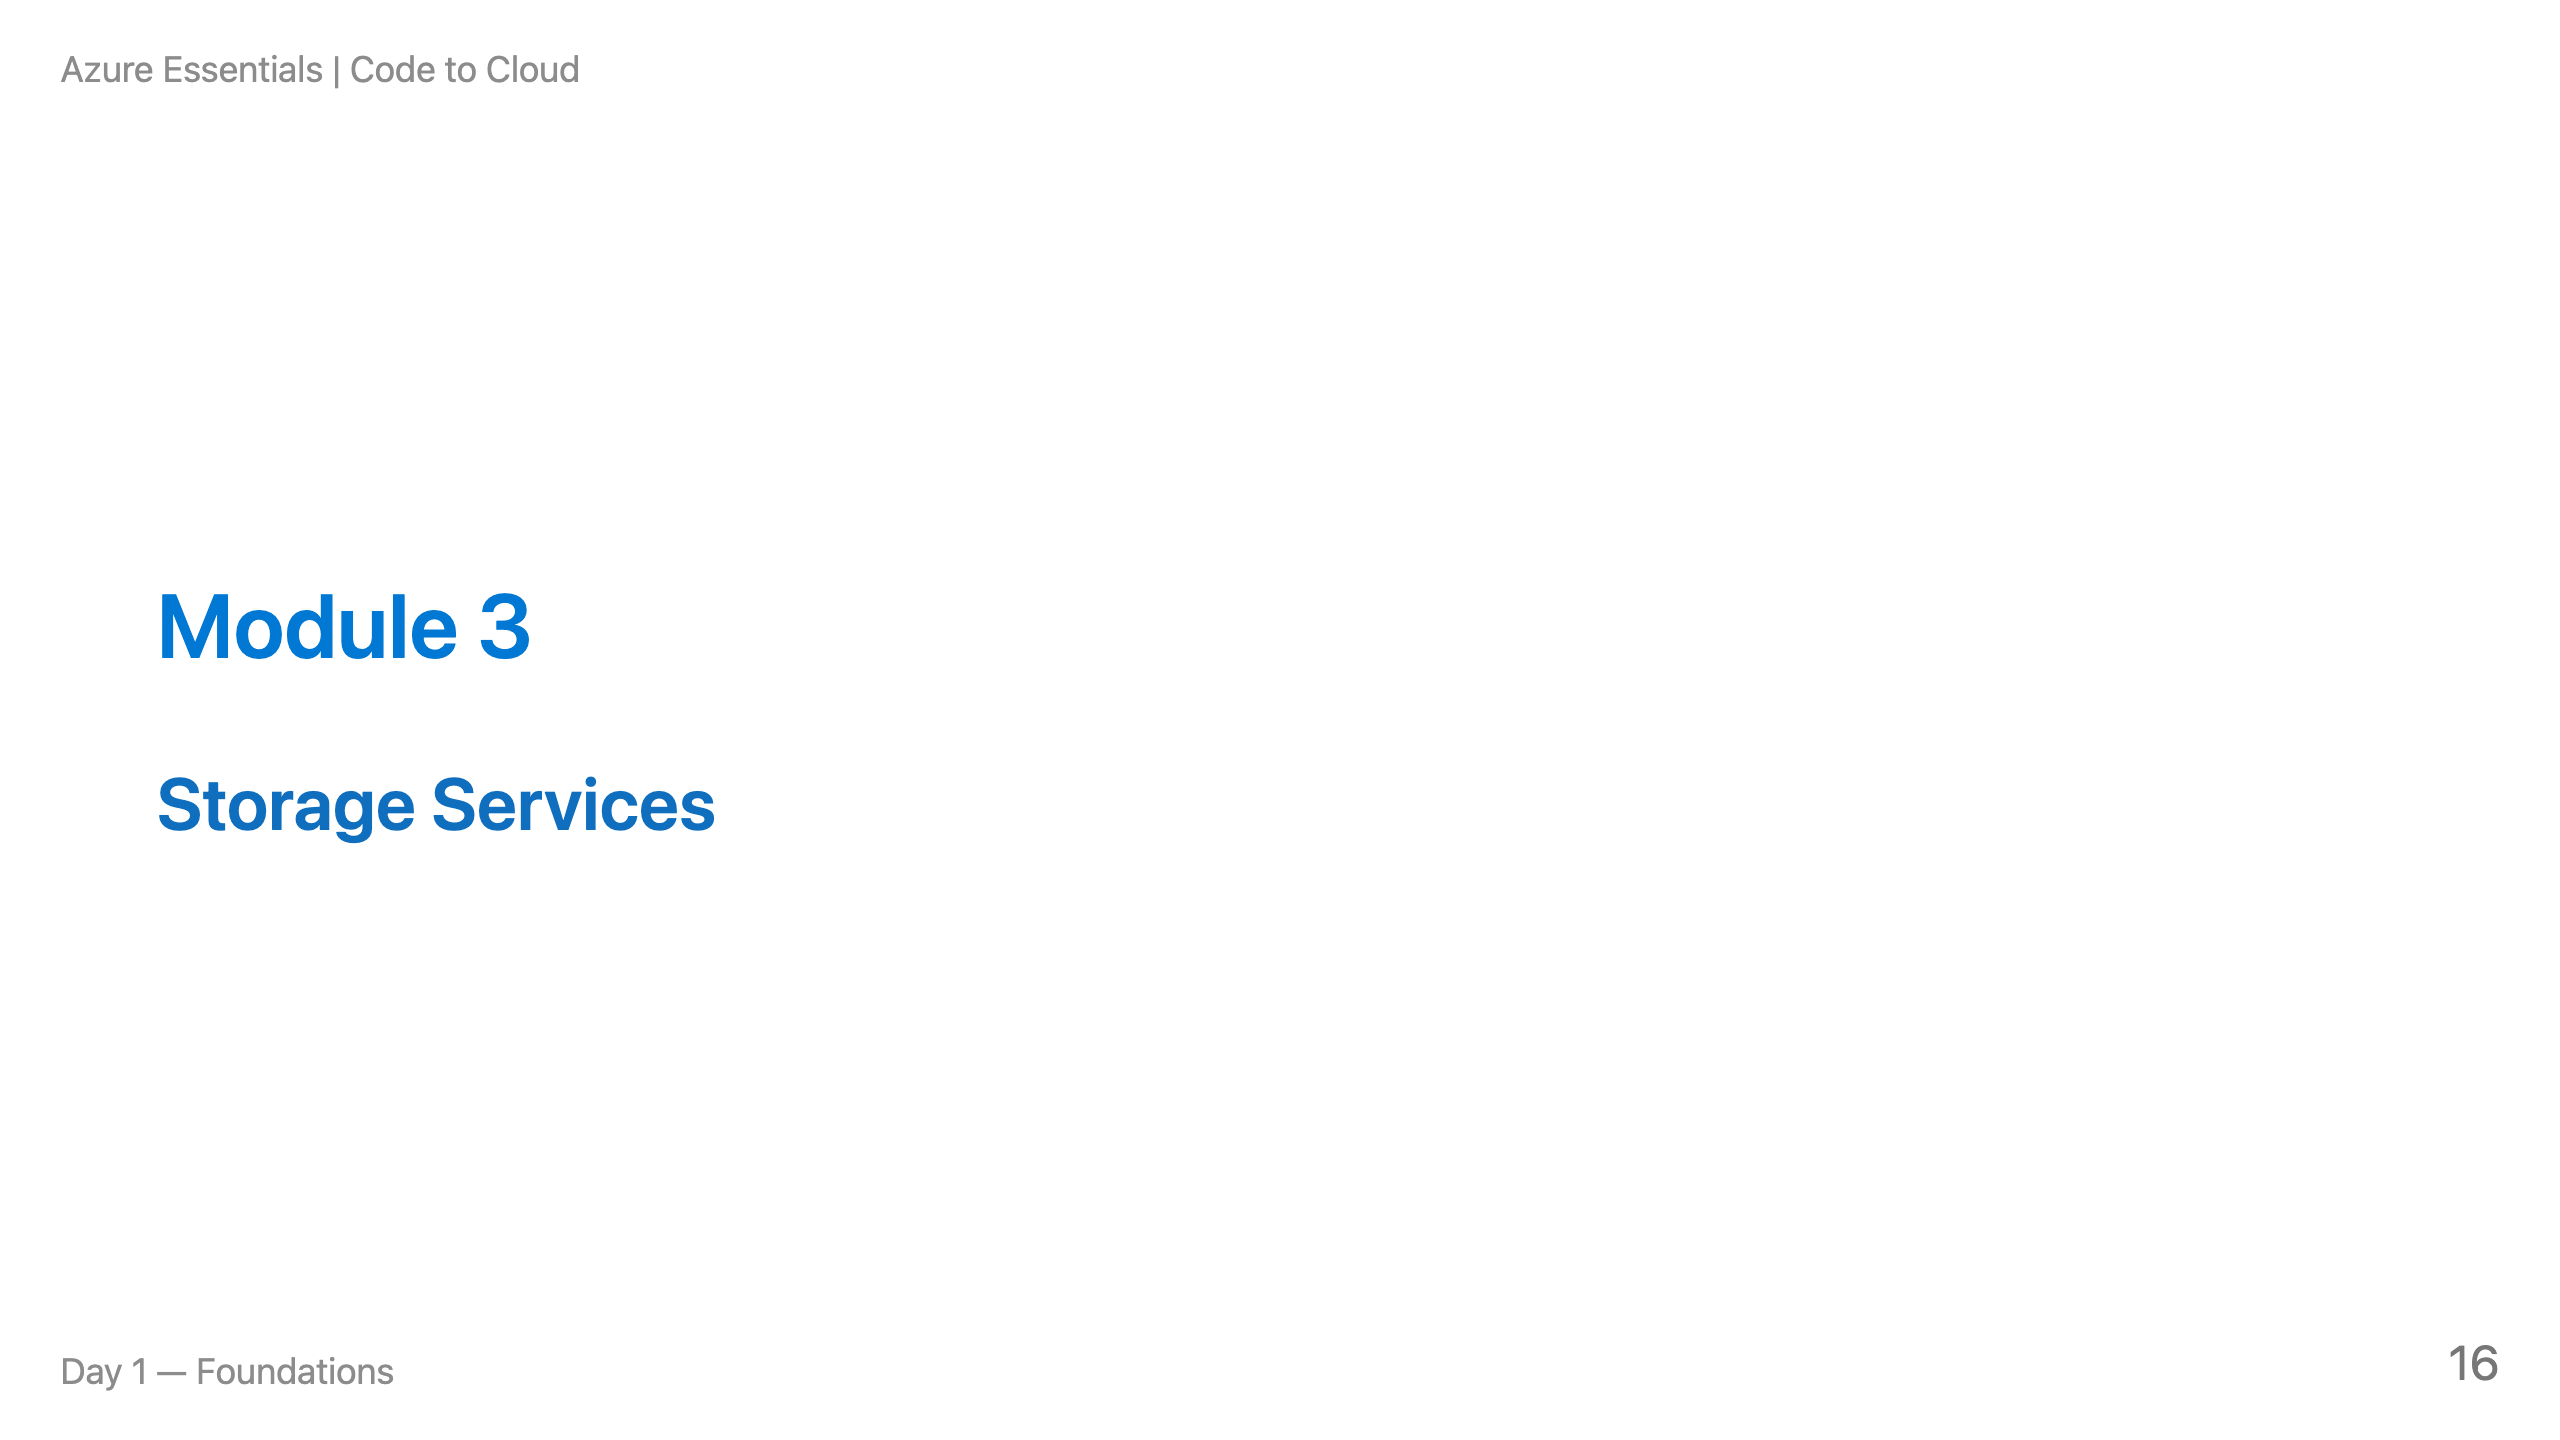 Azure Essentials | Code to Cloud
Module 3
Storage Services
Day 1 — Foundations
16